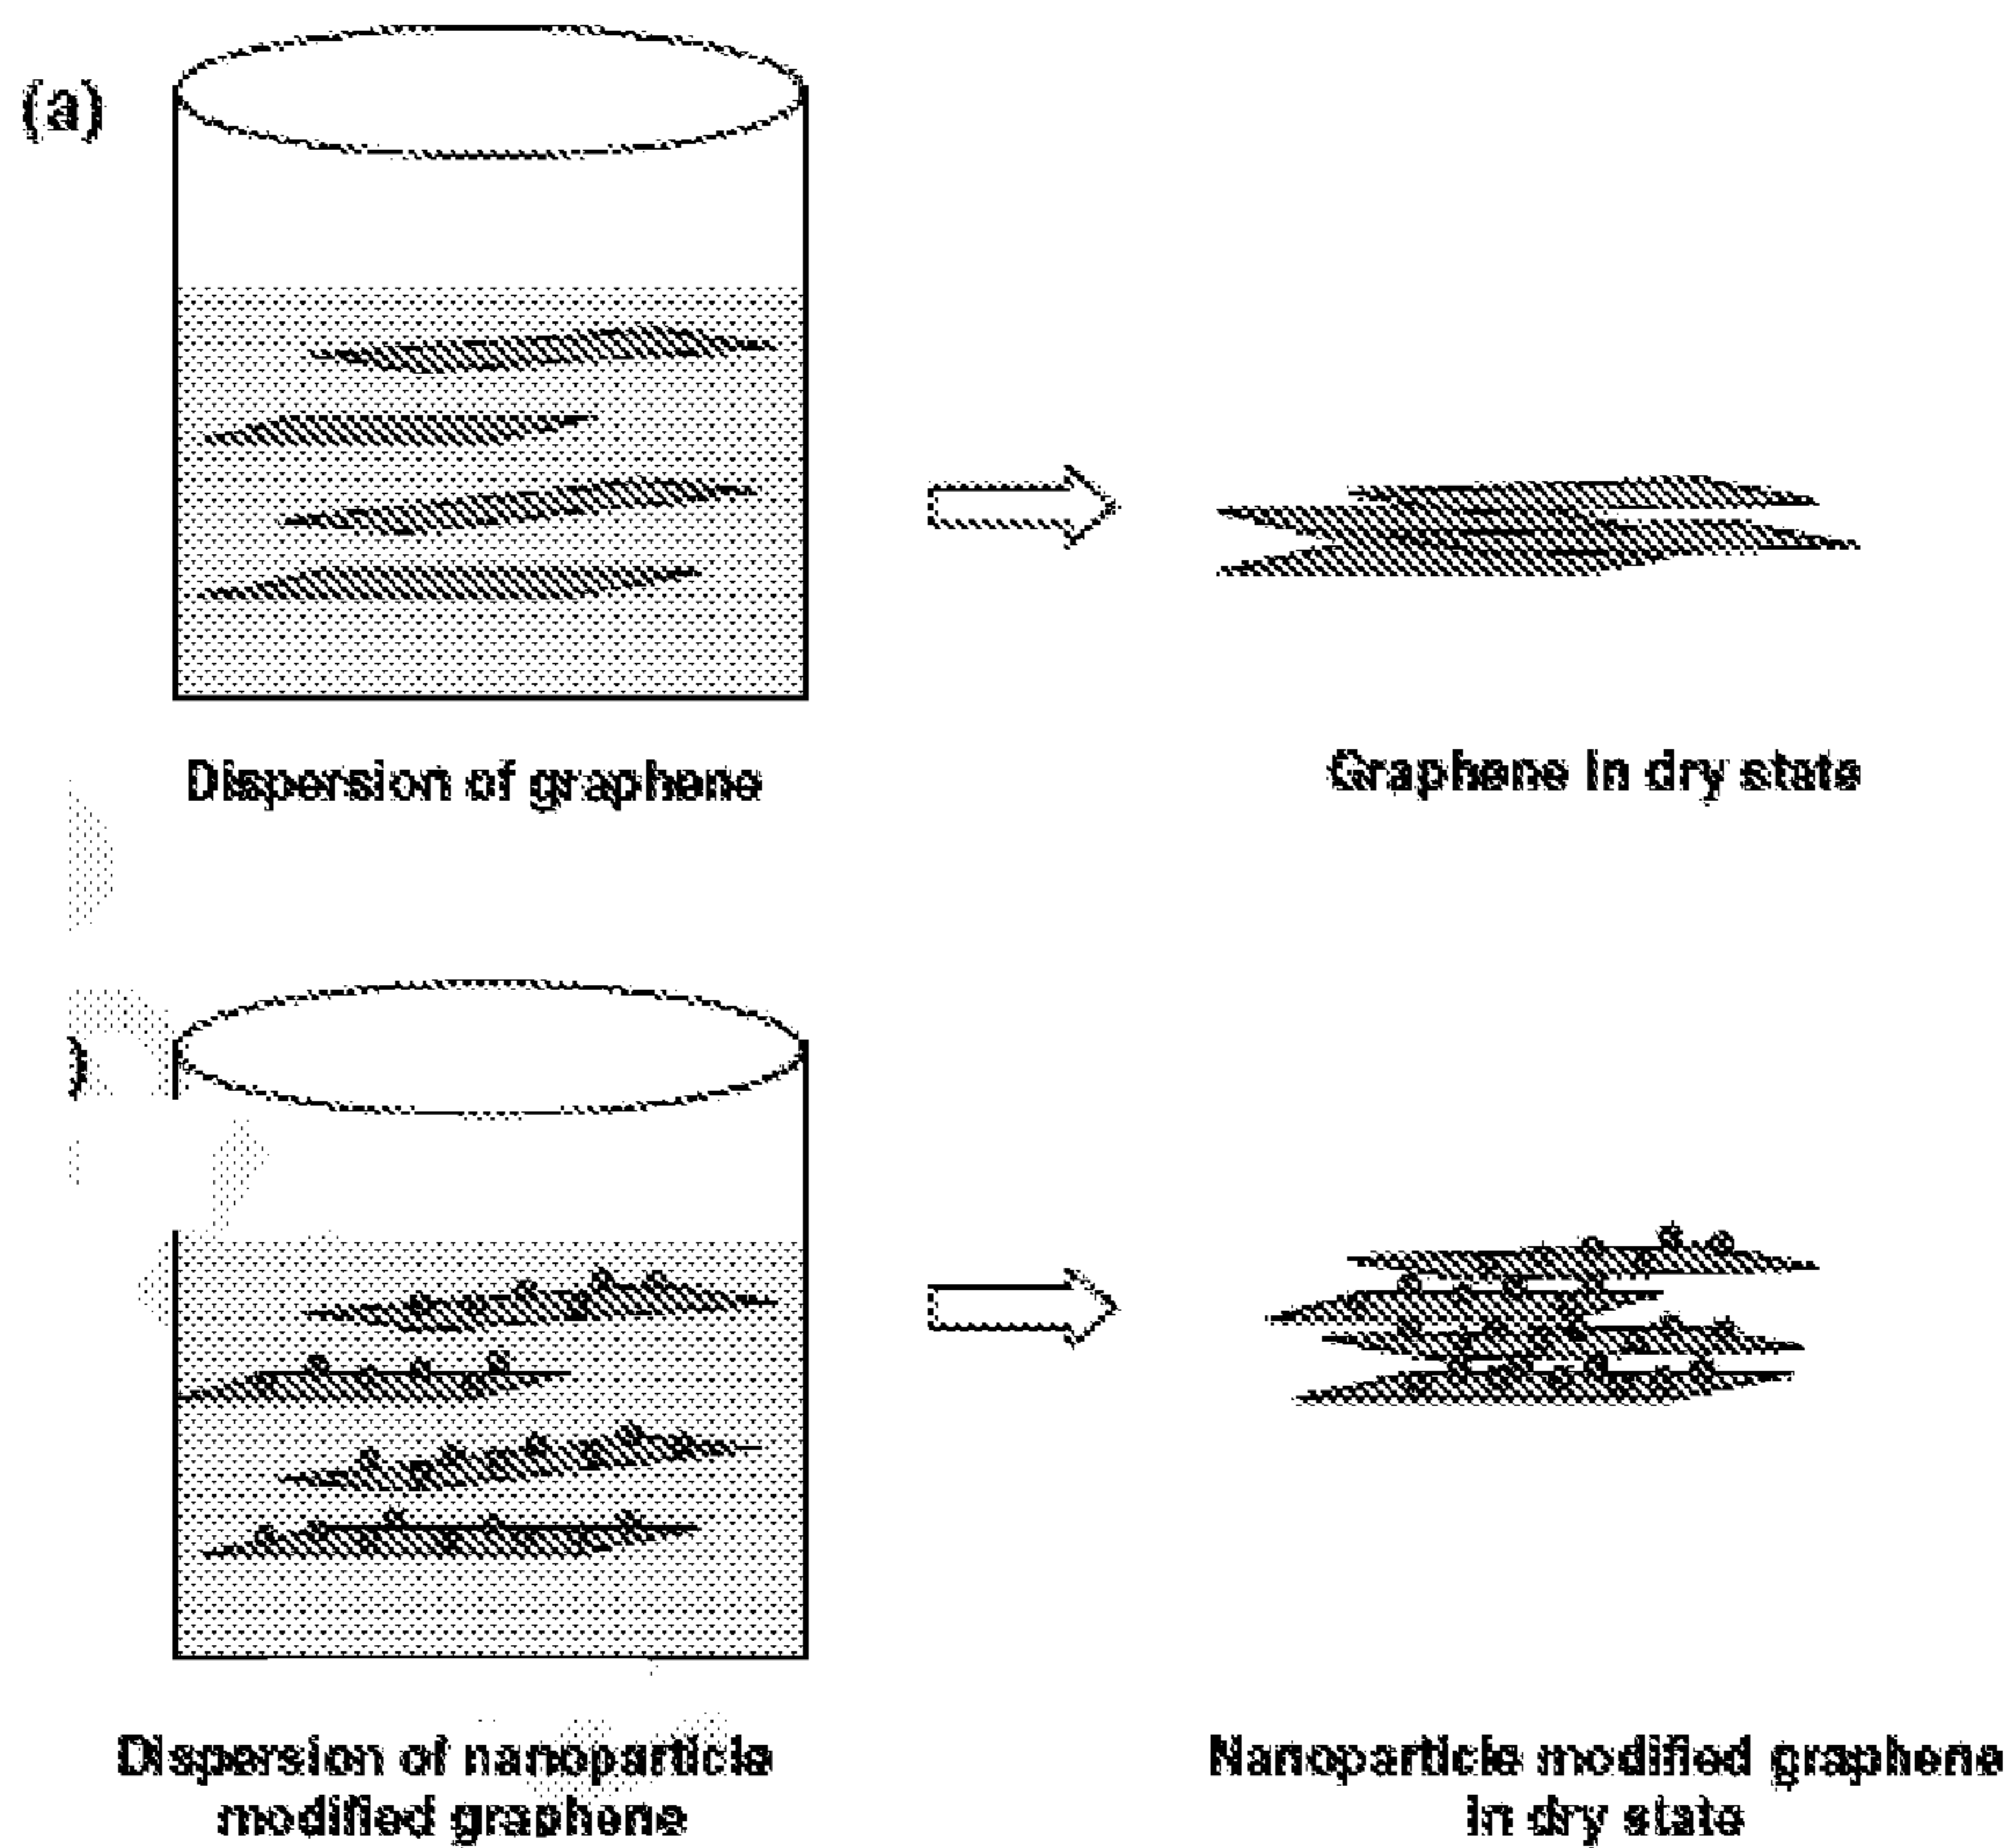 (a)
Dispersion of graphene
Graphene in dry state
)
Dispersion of nanoparticle
modified graphene
Nanoparticle modified graphene
in dry state